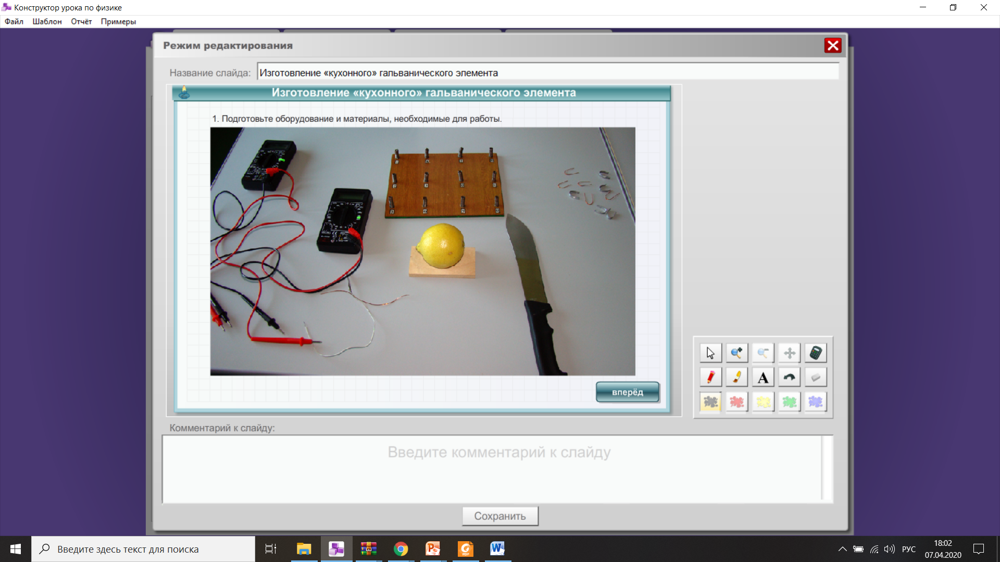 Конструктор урока по физике
Файл Шаблон Отчёт Примеры
Режим редактирования
Название слайда: Изготовление «кухонного» гальванического элемента
Изготовление «кухонного» гальванического элемента
1. Подготовьте оборудование и материалы, необходимые для работы.
вперёд
A
Комментарий к слайду:
Введите комментарий к слайду
Сохранить
Введите здесь текст для поиска
РУС
18:02
07.04.2020